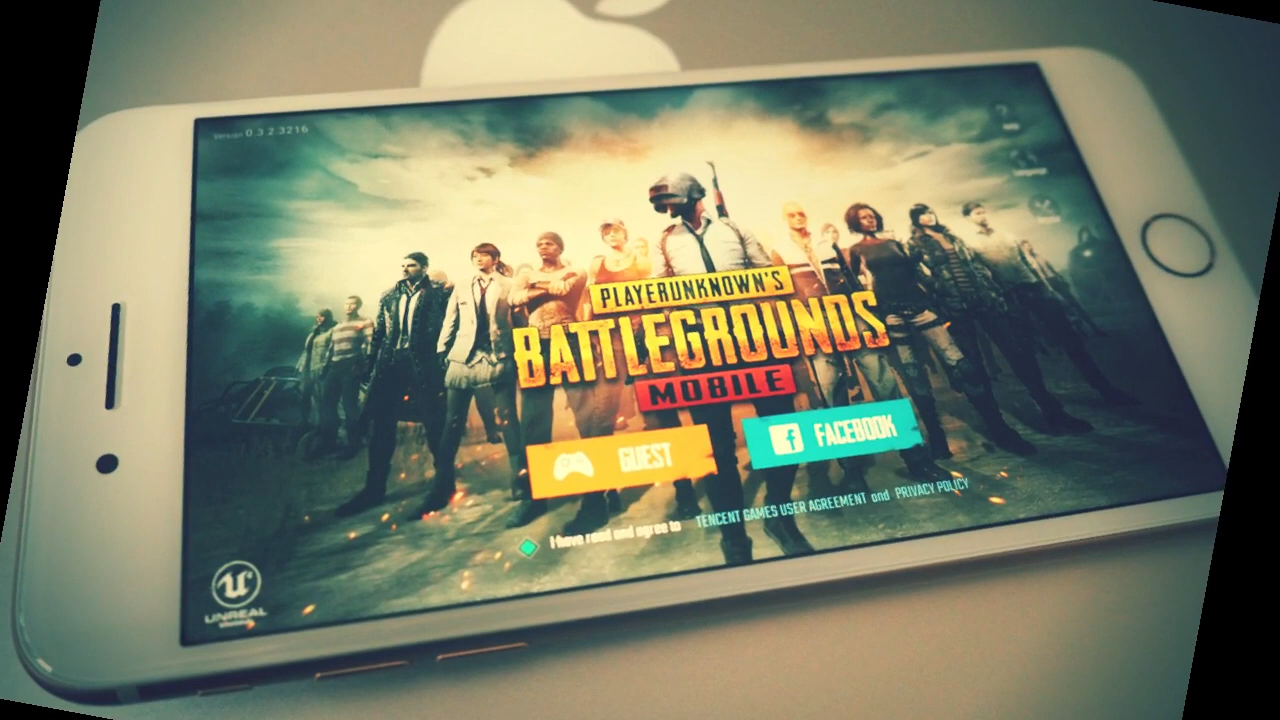 Version 0.3.2.3216
PLAYERUNKNOWN'S
BATTLEGROUNDS
MOBILE
GUEST
FACEBOOK
I have read and agree to TENCENT GAMES USER AGREEMENT and PRIVACY POLICY
UNREAL